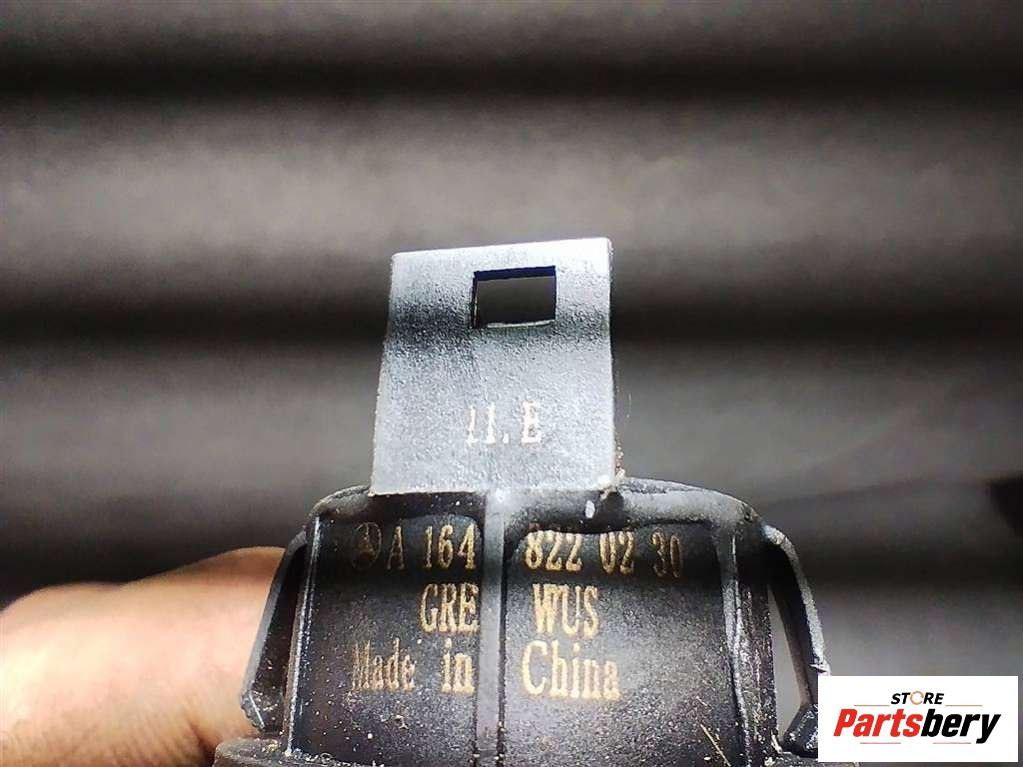 11.E
A 164 822 02 30
GRE WUS
Made in China
STORE
Partsbery